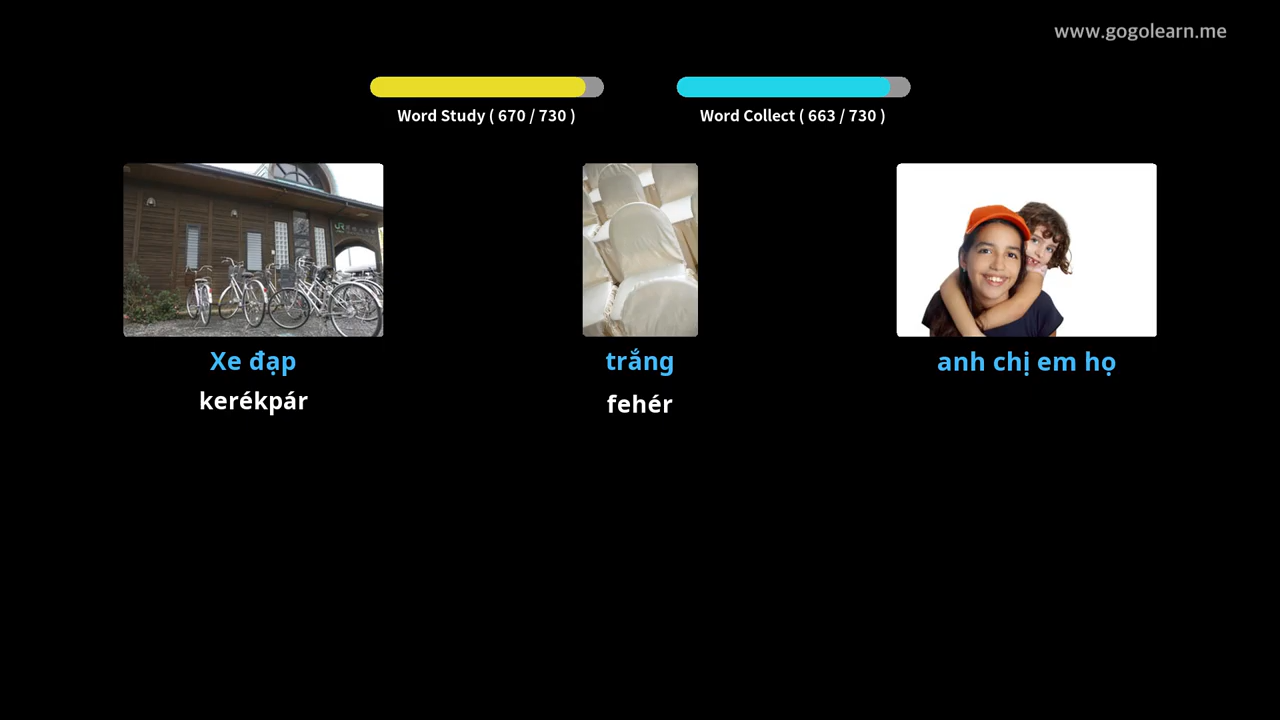 www.gogolearn.me
Word Study ( 670 / 730 )
Word Collect ( 663 / 730 )
JR
Xe đạp
trắng
anh chị em họ
kerékpár
fehér